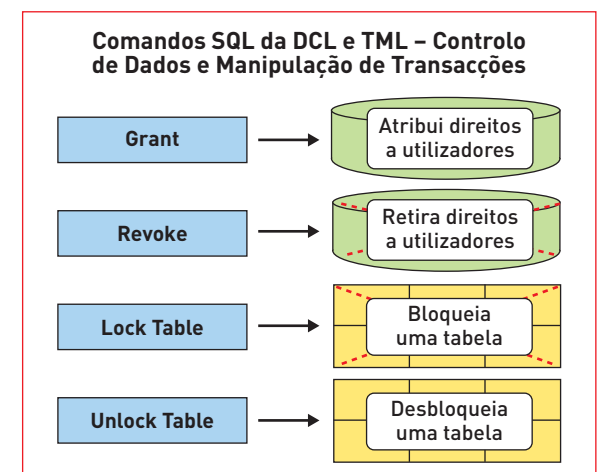 Comandos SQL da DCL e TML – Controlo
de Dados e Manipulação de Transacções
Grant
Atribui direitos
a utilizadores
Revoke
Retira direitos
a utilizadores
Lock Table
Bloqueia
uma tabela
Unlock Table
Desbloqueia
uma tabela